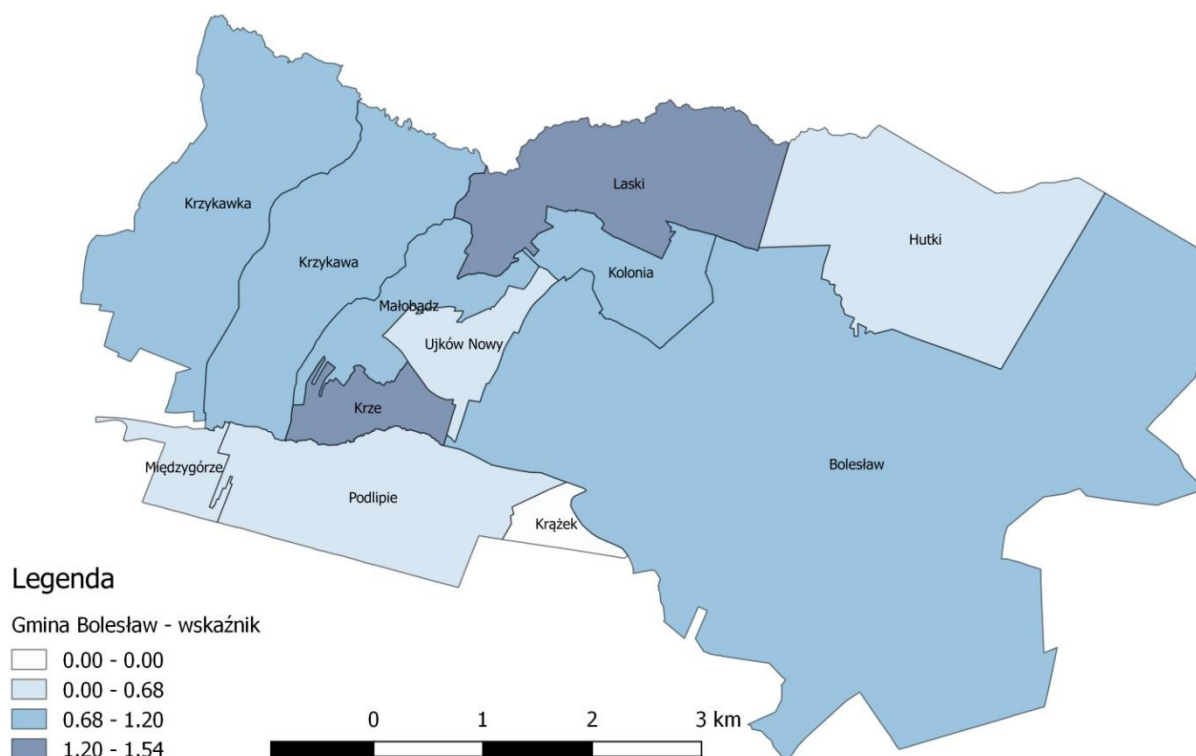 Laski
Krzykawka
Hutki
Krzykawa
Kolonia
Małobądz
Ujków Nowy
Krze
Bolesław
Międzygórze
Podlipie
Krążek
Legenda
Gmina Bolesław - wskaźnik
0.00 - 0.00
0.00 - 0.68
0.68 - 1.20
1.20 - 1.54
0 1 2 3 km